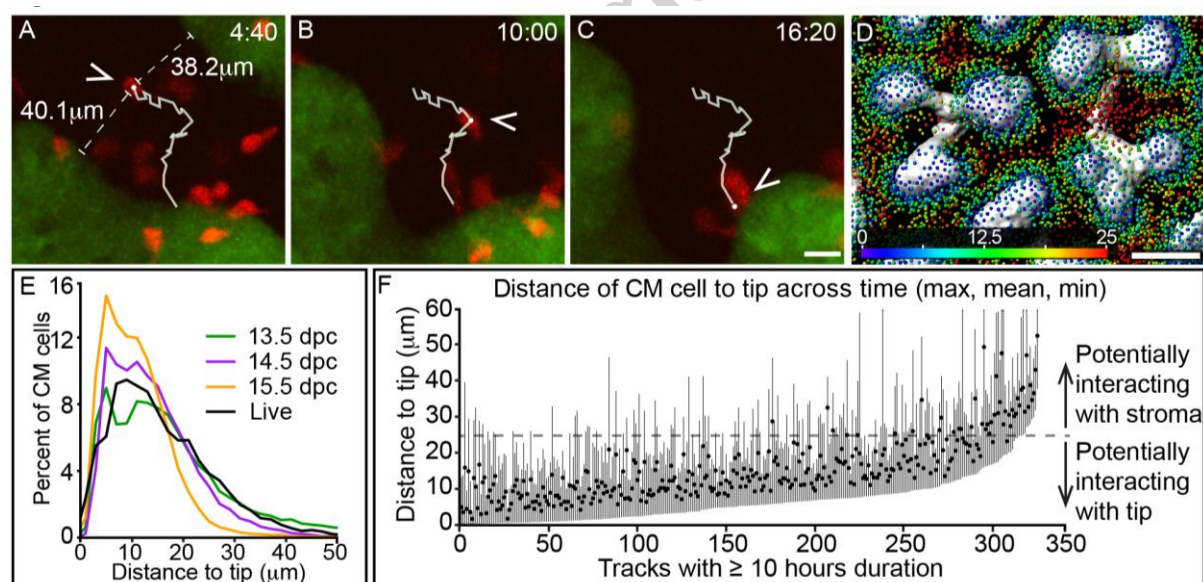 A
4:40
38.2μm
40.1μm
B
10:00
C
16:20
D
0
12.5
25
E
Percent of CM cells
16
12
8
4
0
13.5 dpc
14.5 dpc
15.5 dpc
Live
0 10 20 30 40 50
Distance to tip (μm)
F
Distance of CM cell to tip across time (max, mean, min)
Distance to tip (μm)
60
50
40
30
20
10
0
0 50 100 150 200 250 300 350
Tracks with ≥ 10 hours duration
Potentially
interacting
with stroma
Potentially
interacting
with tip